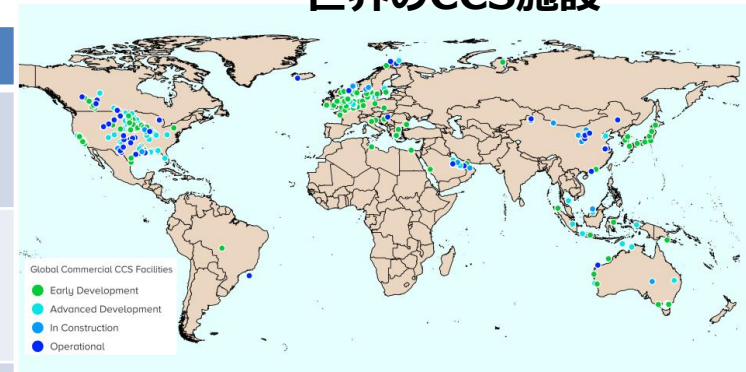 世界のCCS施設
Global Commercial CCS Facilities
Early Development
Advanced Development
In Construction
Operational